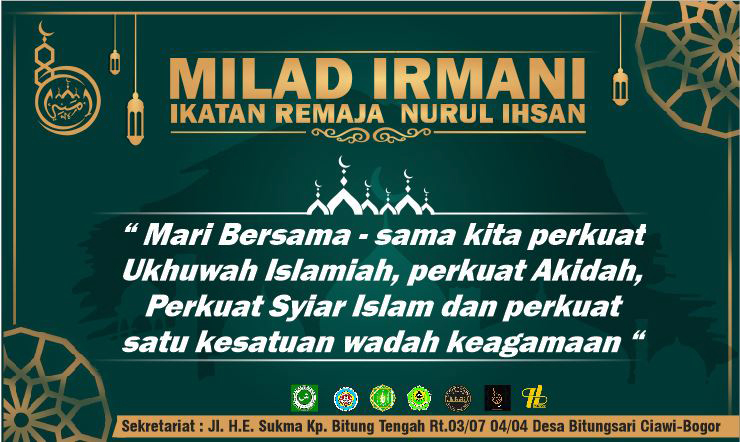 MILAD IRMANI
IKATAN REMAJA NURUL IHSAN
“ Mari Bersama - sama kita perkuat
Ukhuwah Islamiah, perkuat Akidah,
Perkuat Syiar Islam dan perkuat
satu kesatuan wadah keagamaan “
Sekretariat : Jl. H.E. Sukma Kp. Bitung Tengah Rt.03/07 04/04 Desa Bitungsari Ciawi-Bogor